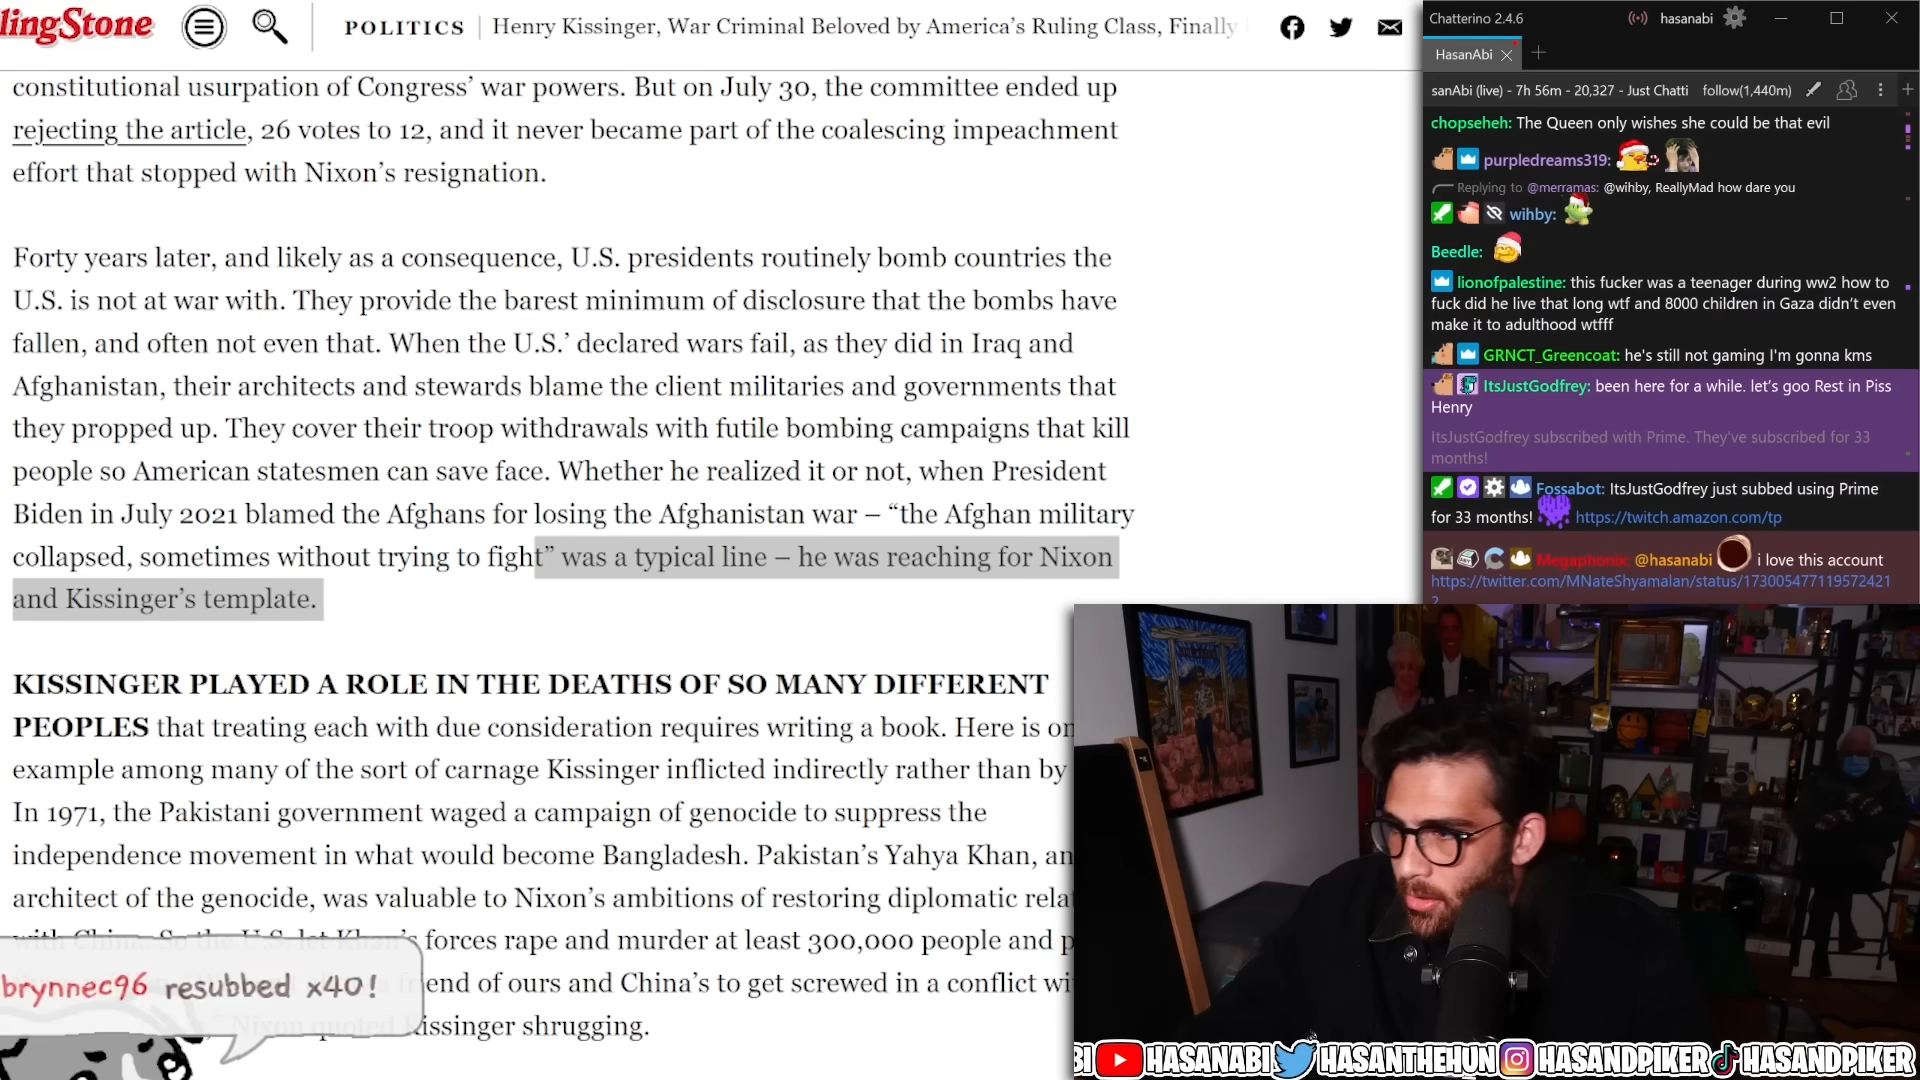 lingStone
POLITICS
Henry Kissinger, War Criminal Beloved by America's Ruling Class, Finally
constitutional usurpation of Congress' war powers. But on July 30, the committee ended up
rejecting the article, 26 votes to 12, and it never became part of the coalescing impeachment
effort that stopped with Nixon's resignation.
Forty years later, and likely as a consequence, U.S. presidents routinely bomb countries the
U.S. is not at war with. They provide the barest minimum of disclosure that the bombs have
fallen, and often not even that. When the U.S.' declared wars fail, as they did in Iraq and
Afghanistan, their architects and stewards blame the client militaries and governments that
they propped up. They cover their troop withdrawals with futile bombing campaigns that kill
people so American statesmen can save face. Whether he realized it or not, when President
Biden in July 2021 blamed the Afghans for losing the Afghanistan war – “the Afghan military
collapsed, sometimes without trying to fight” was a typical line – he was reaching for Nixon
and Kissinger's template.
KISSINGER PLAYED A ROLE IN THE DEATHS OF SO MANY DIFFERENT
PEOPLES that treating each with due consideration requires writing a book. Here is on
example among many of the sort of carnage Kissinger inflicted indirectly rather than by
In 1971, the Pakistani government waged a campaign of genocide to suppress the
independence movement in what would become Bangladesh. Pakistan's Yahya Khan, an
architect of the genocide, was valuable to Nixon's ambitions of restoring diplomatic rela
with China. So the U.S. let Khan's forces rape and murder at least 300,000 people and p
iend of ours and China's to get screwed in a conflict wi
Nixon quoted Kissinger shrugging.
brynnec96 resubbed x40!
Chatterino 2.4.6
hasanabi
HasanAbi
sanAbi (live) - 7h 56m - 20,327 - Just Chatti
follow(1,440m)
chopseheh: The Queen only wishes she could be that evil
purpledreams319:
Replying to @merramas: @wihby, ReallyMad how dare you
wihby:
Beedle:
lionofpalestine: this fucker was a teenager during ww2 how to
fuck did he live that long wtf and 8000 children in Gaza didn't even
make it to adulthood wtfff
GRNCT_Greencoat: he's still not gaming I'm gonna kms
ItsJustGodfrey: been here for a while. let's goo Rest in Piss
Henry
ItsJustGodfrey subscribed with Prime. They've subscribed for 33
months!
Fossabot: ItsJustGodfrey just subbed using Prime
for 33 months! https://twitch.amazon.com/tp
Megaphonix: @hasanabi i love this account
https://twitter.com/MNateShyamalan/status/173005477119572421
2
BI
HASANABI
HASANTHEHUN
HASANDPIKER
HASANDPIKER